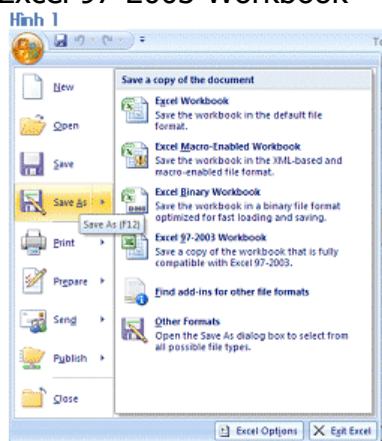 Excel 97-2003 Workbook
Hình 1
New
Open
Save
Save As
Save As (F12)
Print
Prepare
Send
Publish
Close
Save a copy of the document
Excel Workbook
Save the workbook in the default file
format.
Excel Macro-Enabled Workbook
Save the workbook in the XML-based and
macro-enabled file format.
Excel Binary Workbook
Save the workbook in a binary file format
optimized for fast loading and saving.
Excel 97-2003 Workbook
Save a copy of the workbook that is fully
compatible with Excel 97-2003.
Find add-ins for other file formats
Other Formats
Open the Save As dialog box to select from
all possible file types.
Excel Options
Exit Excel